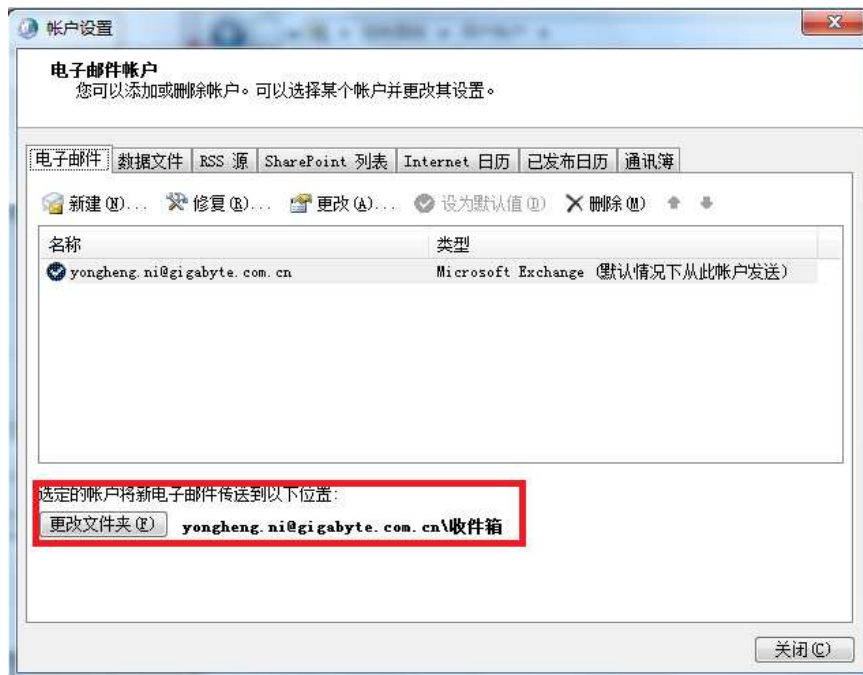 帐户设置
电子邮件帐户
您可以添加或删除帐户。可以选择某个帐户并更改其设置。
电子邮件 数据文件 RSS 源 SharePoint 列表 Internet 日历 已发布日历 通讯簿
新建(N)... 修复(R)... 更改(A)... 设为默认值(D) 删除(M)
名称 类型
yongheng.ni@gigabyte.com.cn Microsoft Exchange (默认情况下从此帐户发送)
选定的帐户将新电子邮件传送到以下位置:
更改文件夹(F) yongheng.ni@gigabyte.com.cn\收件箱
关闭(C)